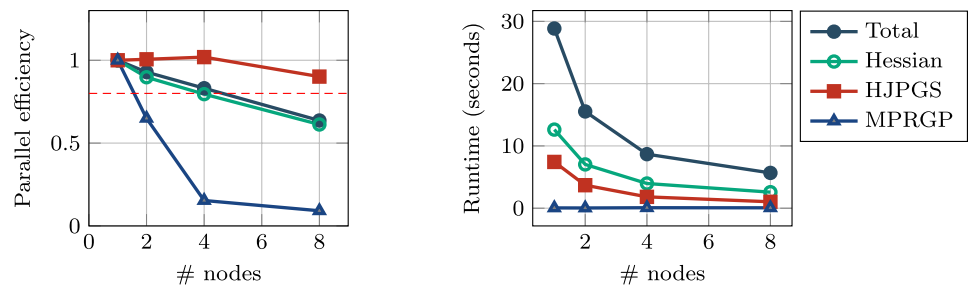 Parallel efficiency
1
0.5
0
0 2 4 6 8
# nodes
Runtime (seconds)
30
20
10
0
2 4 6 8
# nodes
Total
Hessian
HJPGS
MPRGP